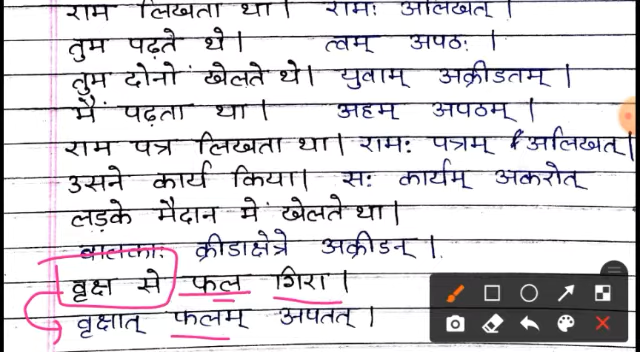 राम लिखता था। रामः अलिखत् ।
तुम पढ़ते थे। त्वम् अपठः ।
तुम दोनों खेलते थे। युवाम् अक्रीडतम् ।
मैं पढ़ता था। अहम् अपठम् ।
राम पत्र लिखता था। रामः पत्रम् अलिखत्।
उसने कार्य किया। सः कार्यम् अकरोत्
लड़के मैदान में खेलते था।
बालकाः क्रीडाक्षेत्रे अक्रीडन् ।
वृक्ष से फल गिरा ।
वृक्षात् फलम् अपतत् ।